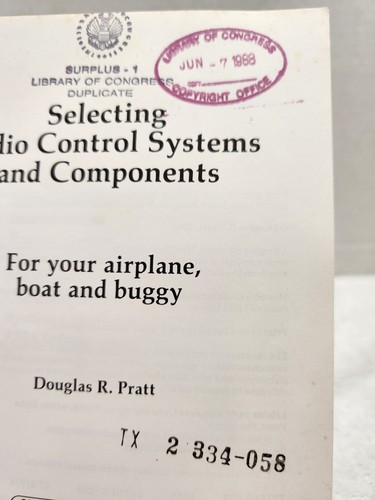 SURPLUS - 1
LIBRARY OF CONGRESS
DUPLICATE
LIBRARY OF CONGRESS
JUN - 7 1988
COPYRIGHT OFFICE
Selecting
dio Control Systems
and Components
For your airplane,
boat and buggy
Douglas R. Pratt
TX 2 334-058